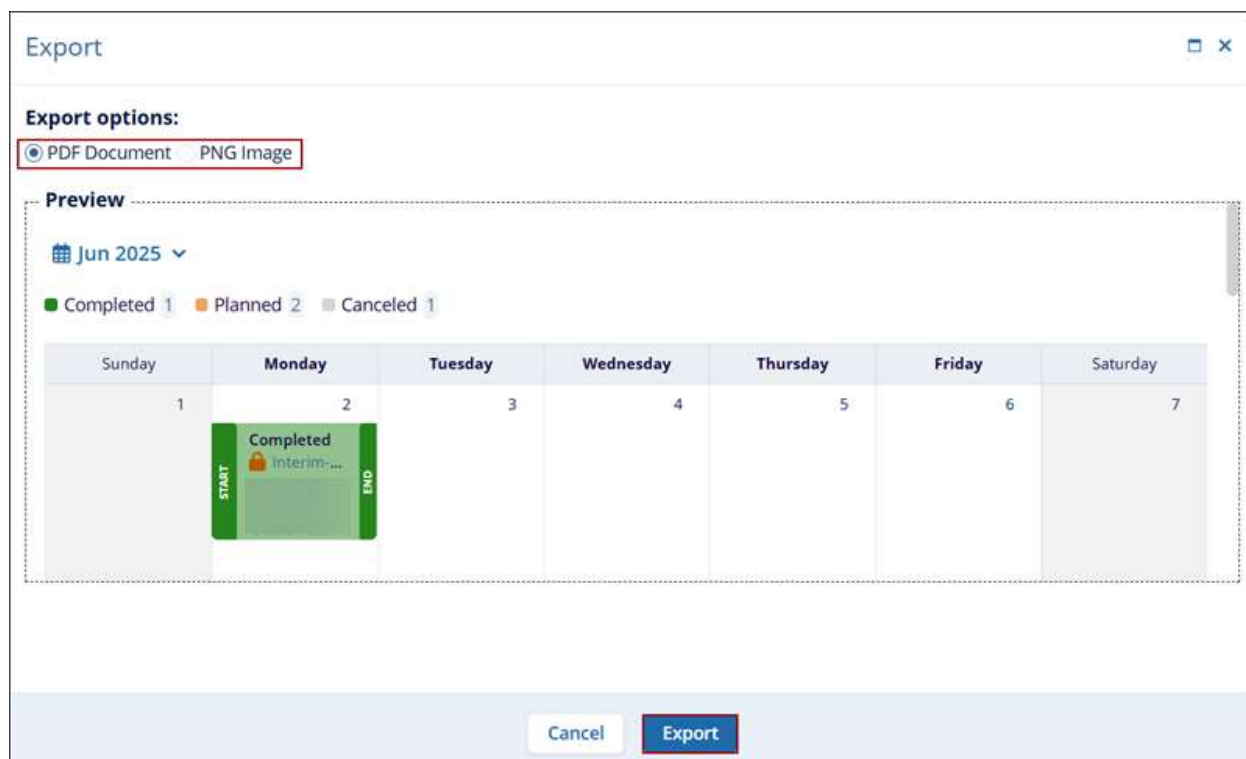 Export
Export options:
PDF Document PNG Image
Preview
Jun 2025
Completed 1 Planned 2 Canceled 1
Sunday Monday Tuesday Wednesday Thursday Friday Saturday
1 2 3 4 5 6 7
Completed
Interim-...
START
END
Cancel Export